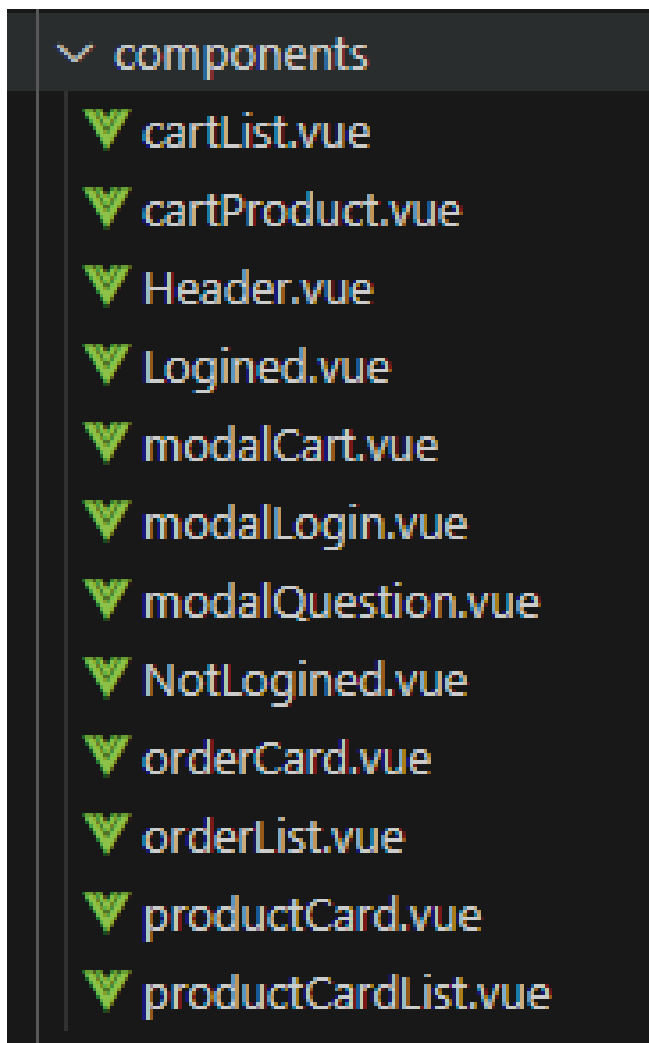 components
cartList.vue
cartProduct.vue
Header.vue
Logined.vue
modalCart.vue
modalLogin.vue
modalQuestion.vue
NotLogined.vue
orderCard.vue
orderList.vue
productCard.vue
productCardList.vue